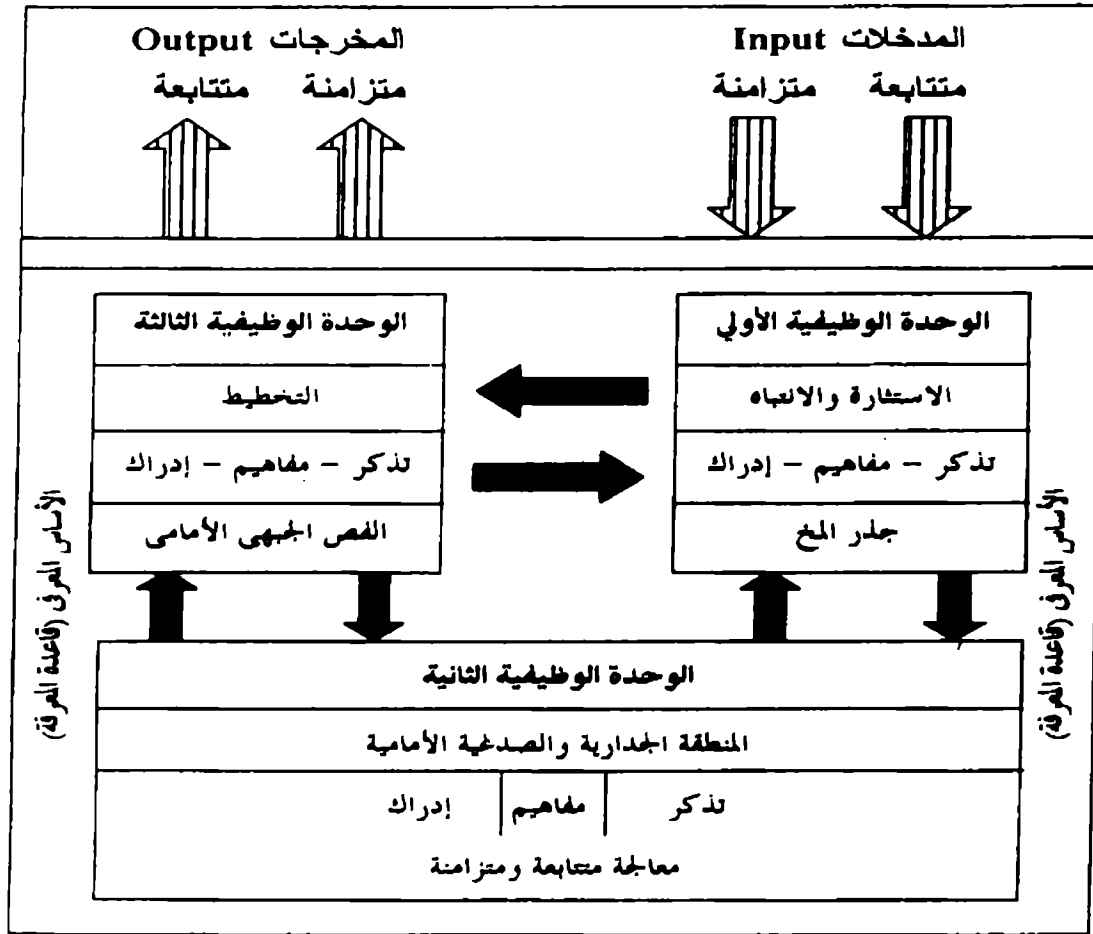 المدخلات Input
متتابعة متزامنة
المخرجات Output
متزامنة متتابعة
الوحدة الوظيفية الأولي
الاستثارة والانتباه
تذكر – مفاهيم – إدراك
جذر المخ
الوحدة الوظيفية الثالثة
التخطيط
تذكر – مفاهيم – إدراك
الفص الجبهى الأمامى
الأساس المعرفى (قاعدة المعرفة)
الأساس المعرفى (قاعدة المعرفة)
الوحدة الوظيفية الثانية
المنطقة الجدارية والصدغية الأمامية
تذكر مفاهيم إدراك
معالجة متتابعة ومتزامنة